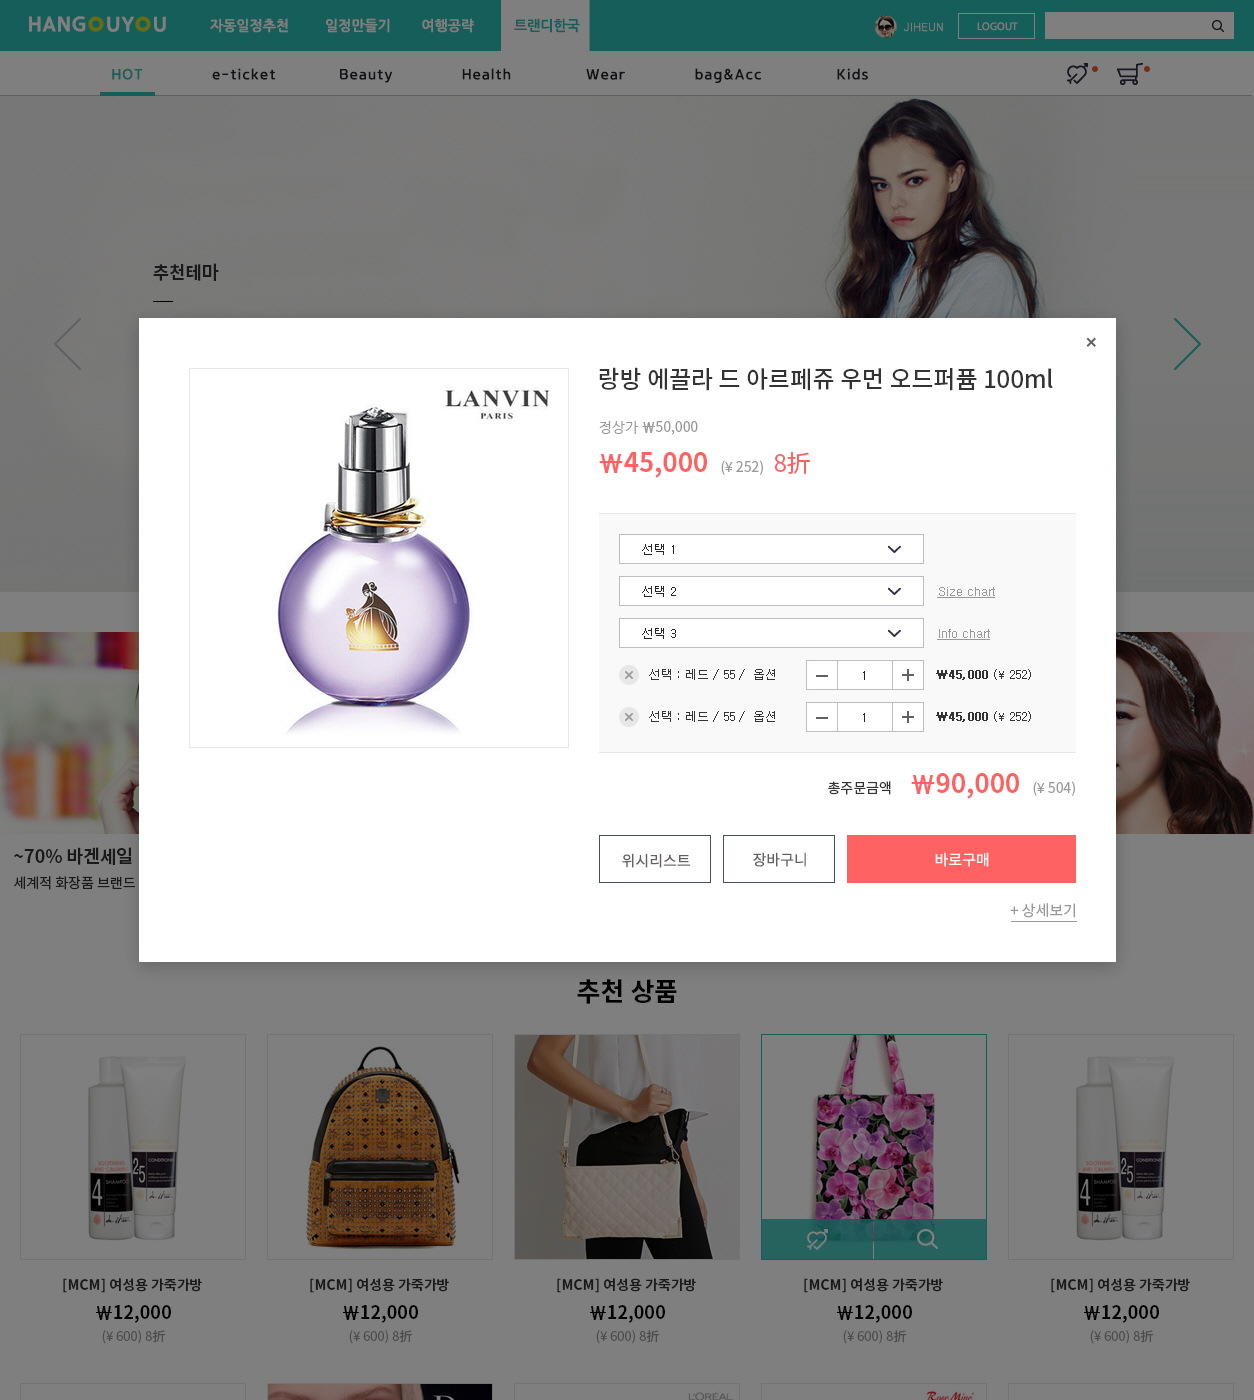 HANGOUYOU 자동일정추천 일정만들기 여행공략 트랜디한국 JIHEUN LOGOUT
HOT e-ticket Beauty Health Wear bag&Acc Kids
추천테마
×
LANVIN
PARIS
랑방 에끌라 드 아르페쥬 우먼 오드퍼퓸 100ml
정상가 ₩50,000
₩45,000 (¥ 252) 8折
선택 1
선택 2 Size chart
선택 3 Info chart
× 선택 : 레드 / 55 / 옵션 − 1 + ₩45,000 (¥ 252)
× 선택 : 레드 / 55 / 옵션 − 1 + ₩45,000 (¥ 252)
총주문금액 ₩90,000 (¥ 504)
위시리스트 장바구니 바로구매
+ 상세보기
~70% 바겐세일
세계적 화장품 브랜드
추천 상품
SOOTHING
4 SHAMPOO
25 CONDITIONER
SOOTHING
4 SHAMPOO
25 CONDITIONER
[MCM] 여성용 가죽가방 [MCM] 여성용 가죽가방 [MCM] 여성용 가죽가방 [MCM] 여성용 가죽가방 [MCM] 여성용 가죽가방
₩12,000 ₩12,000 ₩12,000 ₩12,000 ₩12,000
(¥ 600) 8折 (¥ 600) 8折 (¥ 600) 8折 (¥ 600) 8折 (¥ 600) 8折
L'OREAL